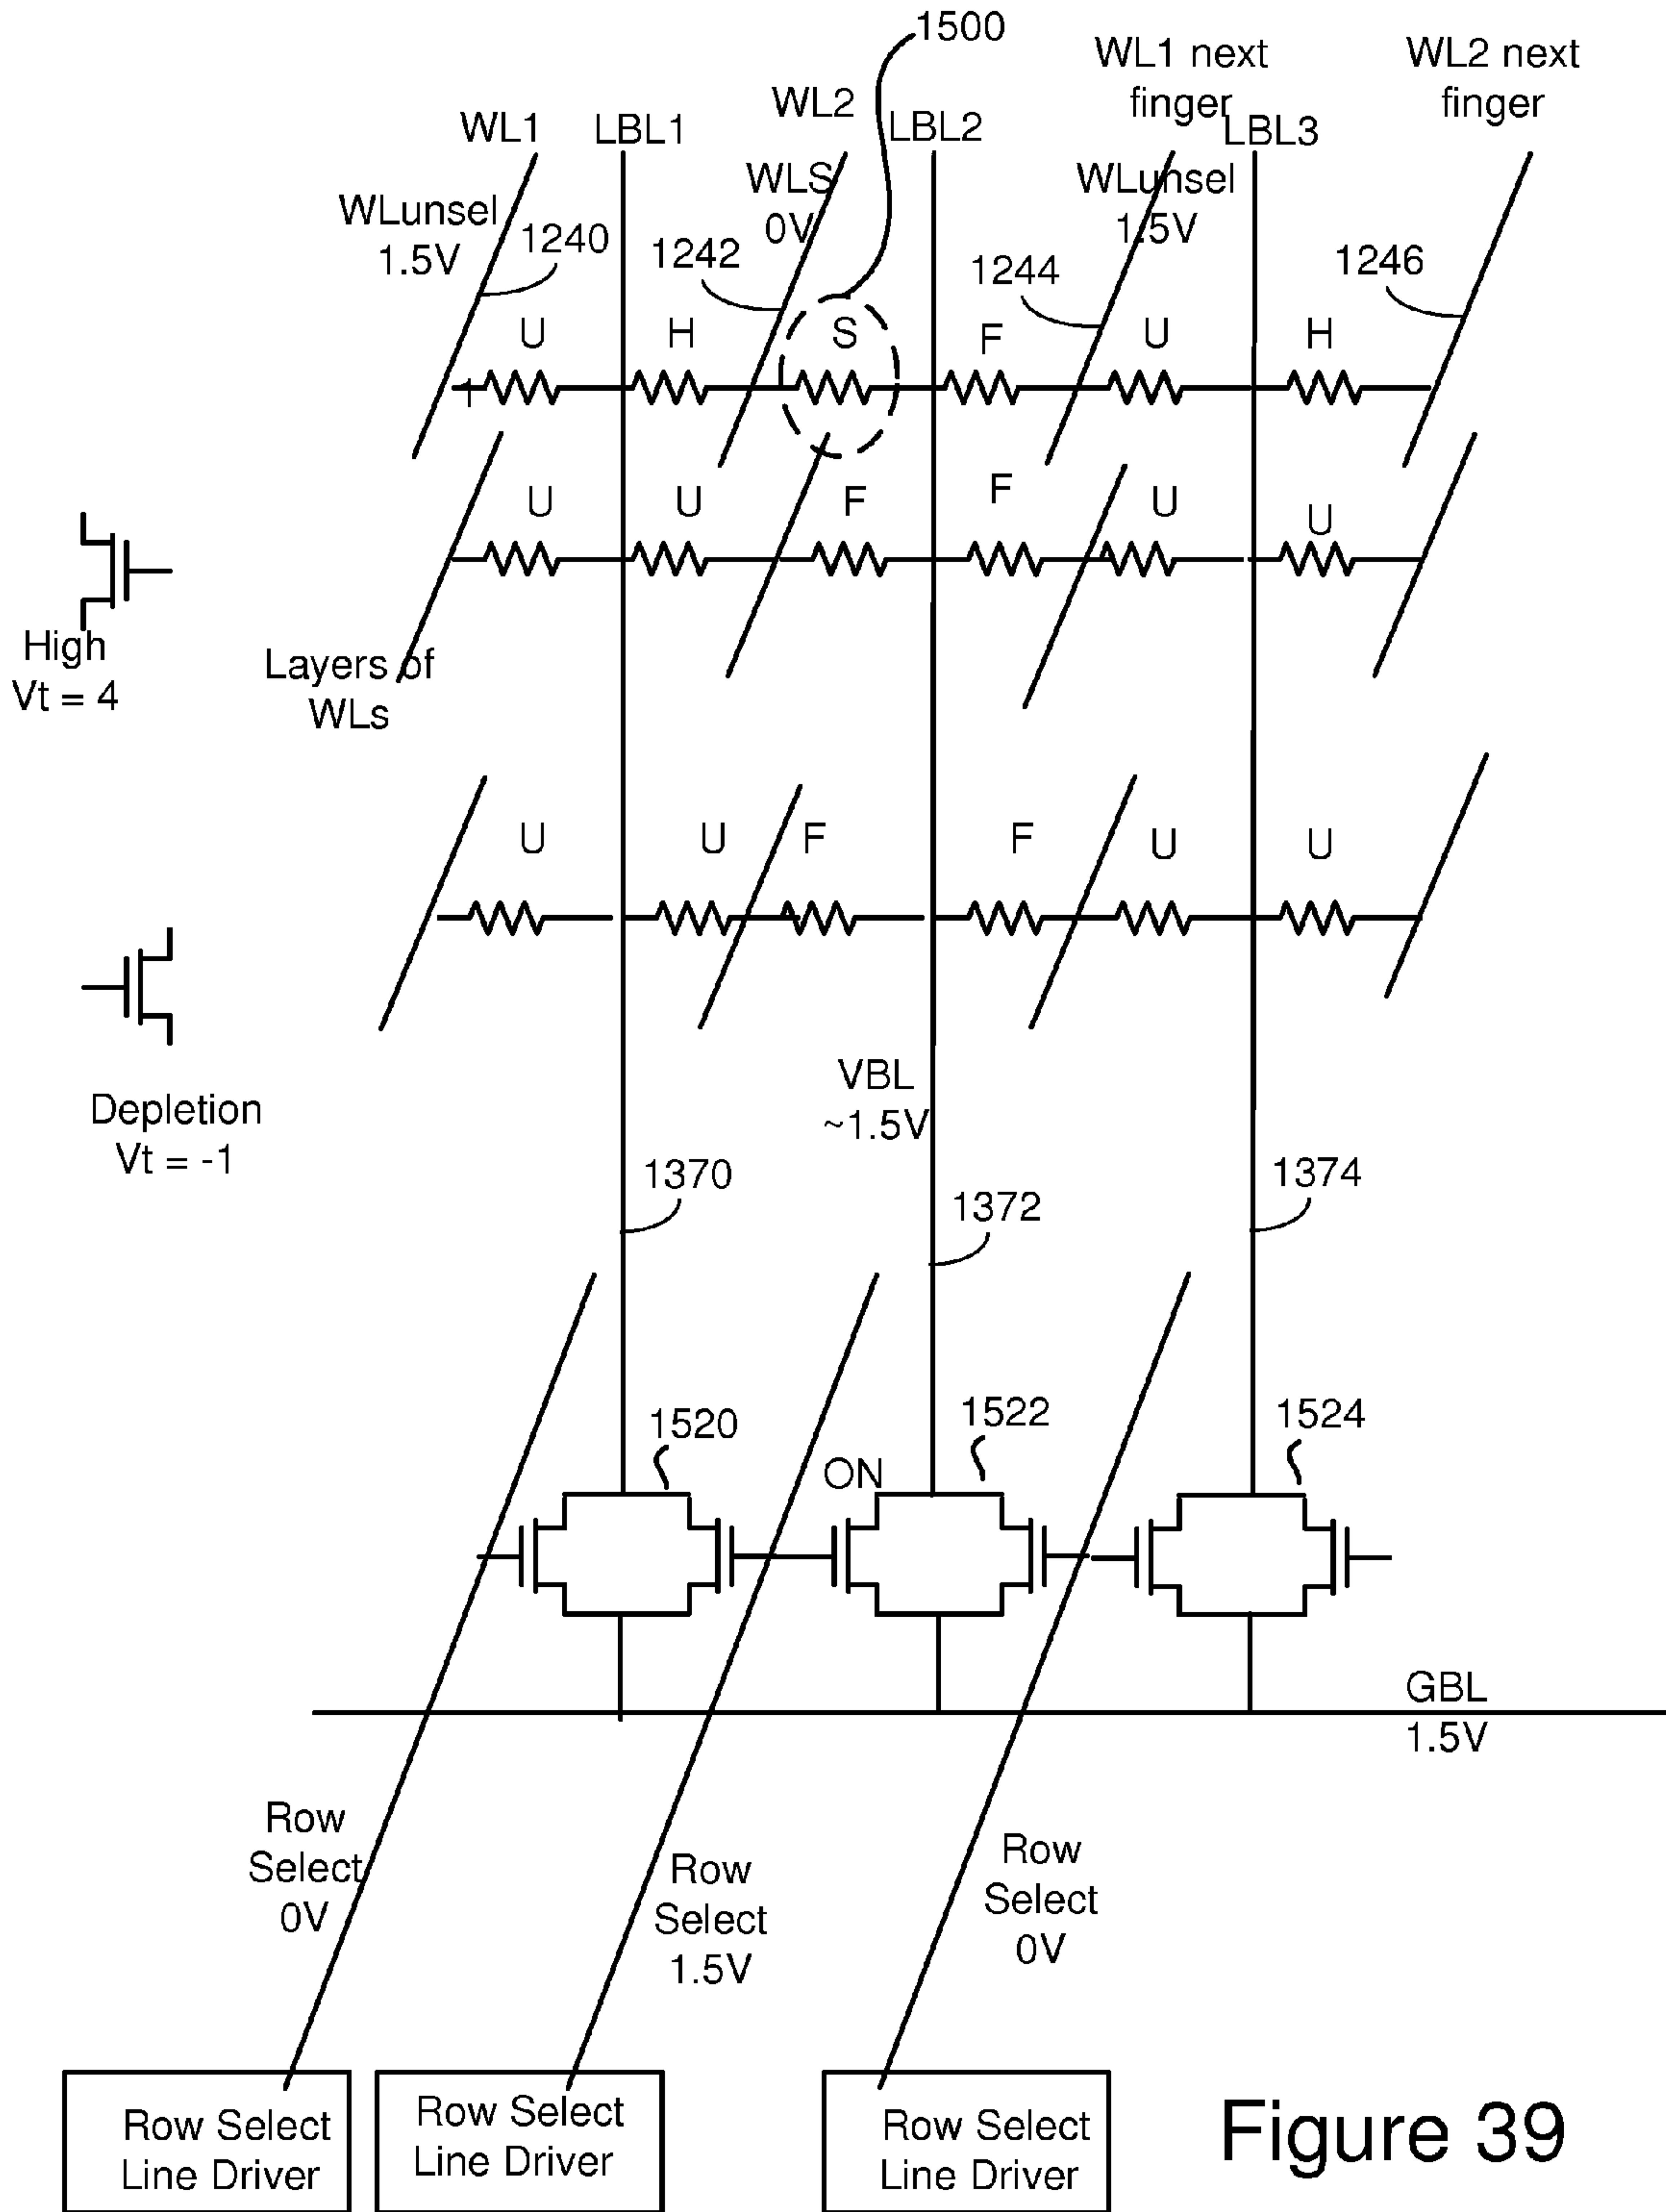 1500
WL1 next
finger
WL2 next
finger
WL1
LBL1
WL2
LBL2
LBL3
WLunsel
1.5V
WLS
0V
WLunsel
1.5V
1240
1242
1244
1246
U
H
S
F
U
H
1
U
U
F
F
U
U
High
Vt = 4
Layers of
WLs
U
U
F
F
U
U
Depletion
Vt = -1
VBL
~1.5V
1370
1372
1374
1520
1522
1524
ON
GBL
1.5V
Row
Select
0V
Row
Select
1.5V
Row
Select
0V
Row Select
Line Driver
Row Select
Line Driver
Row Select
Line Driver
Figure 39